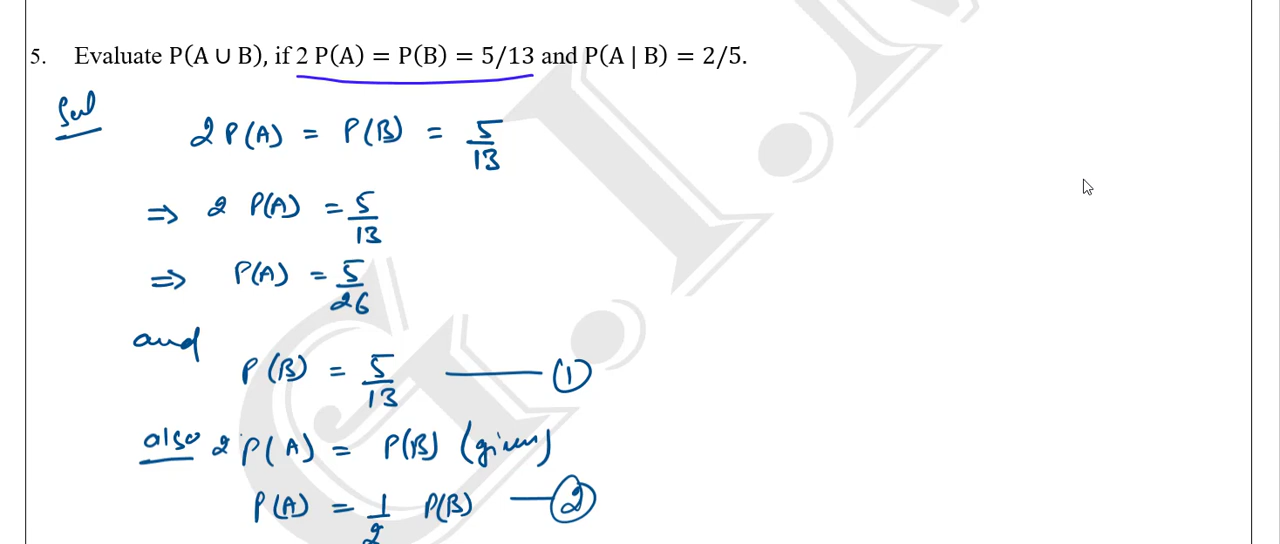 5. Evaluate P(A ∪ B), if 2 P(A) = P(B) = 5/13 and P(A | B) = 2/5.
Sol
2 P(A) = P(B) = 5/13
⇒ 2 P(A) = 5/13
⇒ P(A) = 5/26
and
P(B) = 5/13 —— (1)
also 2 P(A) = P(B) (given)
P(A) = 1/2 P(B) — (2)